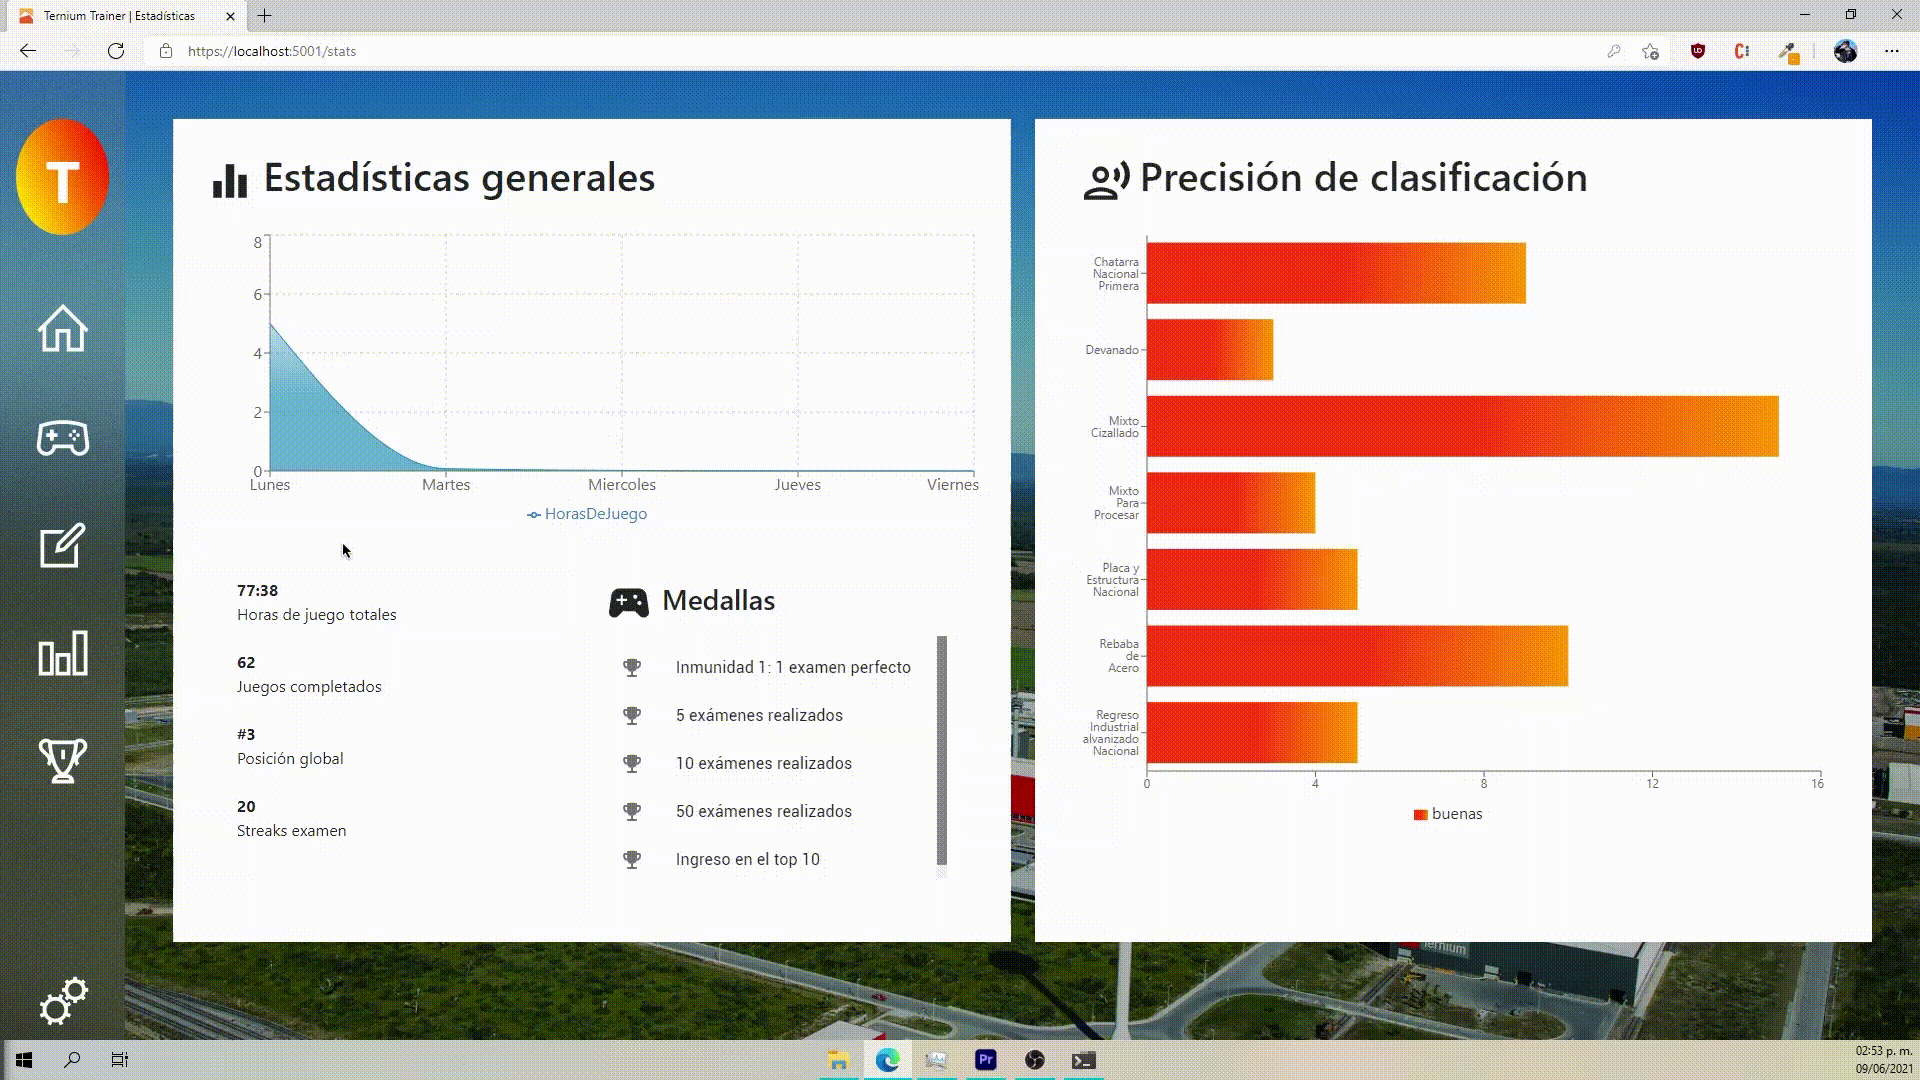 Ternium Trainer | Estadísticas
https://localhost:5001/stats
T
Estadísticas generales
8
6
4
2
0
Lunes
Martes
Miercoles
Jueves
Viernes
HorasDeJuego
77:38
Horas de juego totales
62
Juegos completados
#3
Posición global
20
Streaks examen
Medallas
Inmunidad 1: 1 examen perfecto
5 exámenes realizados
10 exámenes realizados
50 exámenes realizados
Ingreso en el top 10
Precisión de clasificación
Chatarra
Nacional
Primera
Devanado
Mixto
Cizallado
Mixto
Para
Procesar
Placa y
Estructura
Nacional
Rebaba
de
Acero
Regreso
Industrial
alvanizado
Nacional
0
4
8
12
16
buenas
Ternium
Pr
02:53 p. m.
09/06/2021